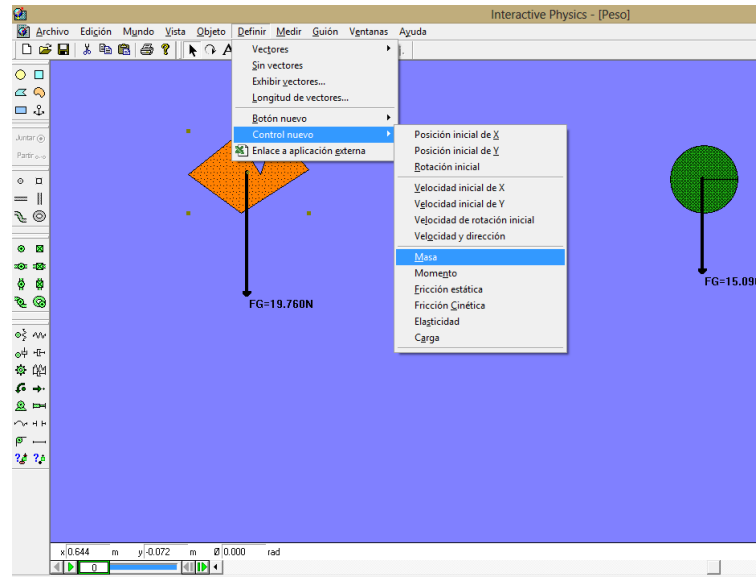 Interactive Physics - [Peso]
Archivo Edición Mundo Vista Objeto Definir Medir Guión Ventanas Ayuda
A
Vectores
Sin vectores
Exhibir vectores...
Longitud de vectores...
Botón nuevo
Control nuevo
Enlace a aplicación externa
Posición inicial de X
Posición inicial de Y
Rotación inicial
Velocidad inicial de X
Velocidad inicial de Y
Velocidad de rotación inicial
Velocidad y dirección
Masa
Momento
Fricción estática
Fricción Cinética
Elasticidad
Carga
Juntar
Partir
FG=19.760N
FG=15.09
x 0.644 m y -0.072 m Ø 0.000 rad
0